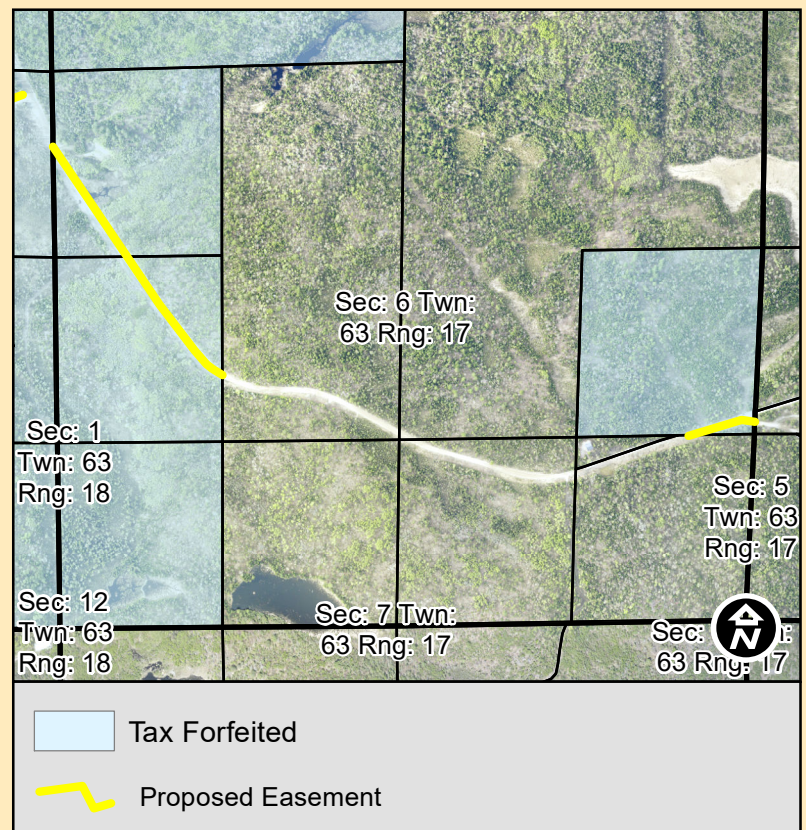 Sec: 6 Twn:
63 Rng: 17
Sec: 1
Twn: 63
Rng: 18
Sec: 5
Twn: 63
Rng: 17
Sec: 12
Twn: 63
Rng: 18
Sec: 7 Twn:
63 Rng: 17
Sec:
63 Rng: 17
N
Tax Forfeited
Proposed Easement